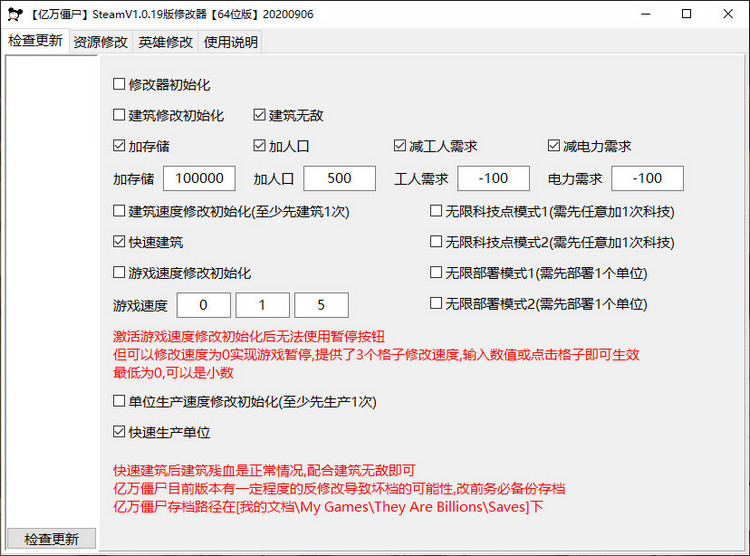 【亿万僵尸】SteamV1.0.19版修改器【64位版】20200906
检查更新 资源修改 英雄修改 使用说明
修改器初始化
建筑修改初始化 建筑无敌
加存储 加人口 减工人需求 减电力需求
加存储 100000 加人口 500 工人需求 -100 电力需求 -100
建筑速度修改初始化(至少先建筑1次) 无限科技点模式1(需先任意加1次科技)
快速建筑 无限科技点模式2(需先任意加1次科技)
游戏速度修改初始化 无限部署模式1(需先部署1个单位)
游戏速度 0 1 5 无限部署模式2(需先部署1个单位)
激活游戏速度修改初始化后无法使用暂停按钮
但可以修改速度为0实现游戏暂停,提供了3个格子修改速度,输入数值或点击格子即可生效
最低为0,可以是小数
单位生产速度修改初始化(至少先生产1次)
快速生产单位
快速建筑后建筑残血是正常情况,配合建筑无敌即可
亿万僵尸目前版本有一定程度的反修改导致坏档的可能性,改前务必备份存档
亿万僵尸存档路径在[我的文档\My Games\They Are Billions\Saves]下
检查更新